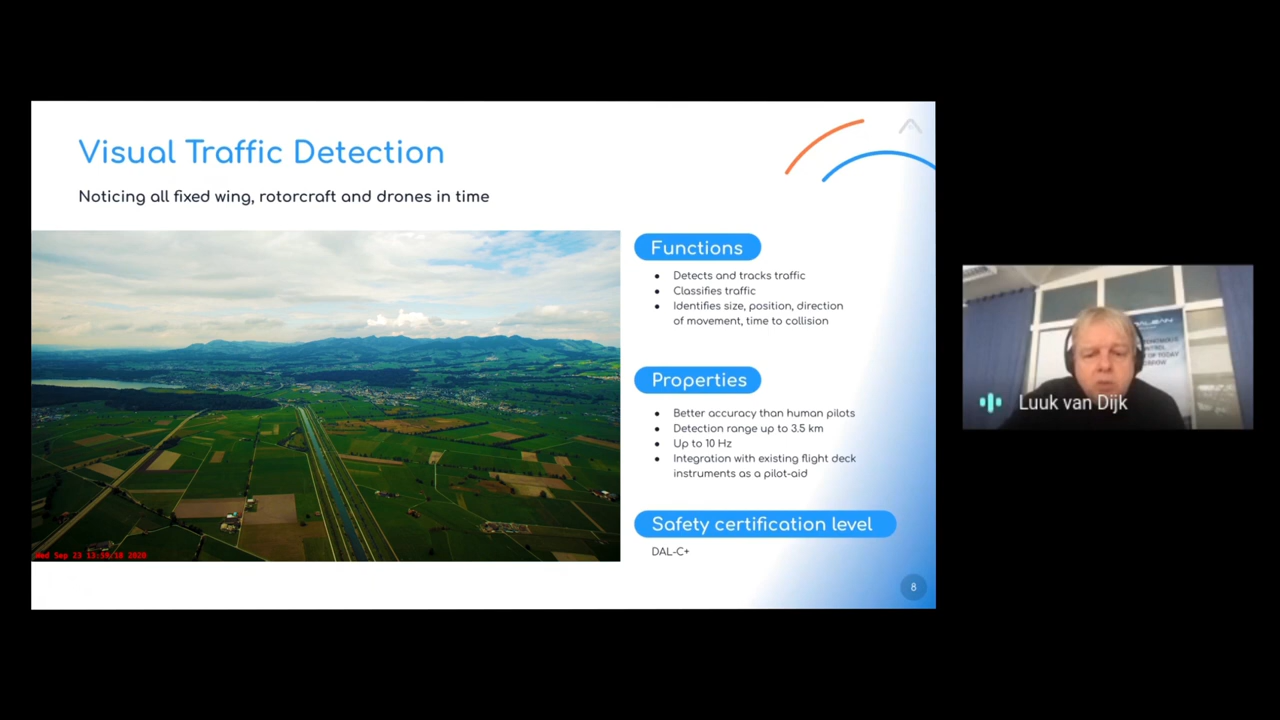 Visual Traffic Detection
Noticing all fixed wing, rotorcraft and drones in time
Functions
● Detects and tracks traffic
● Classifies traffic
● Identifies size, position, direction
of movement, time to collision
Properties
● Better accuracy than human pilots
● Detection range up to 3.5 km
● Up to 10 Hz
● Integration with existing flight deck
instruments as a pilot-aid
Safety certification level
DAL-C+
8
Luuk van Dijk